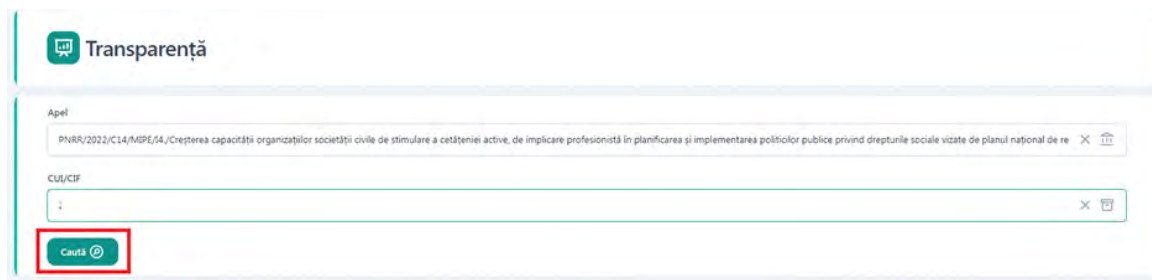 Transparență
Apel
PNRR/2022/C14/MIPE/I4./Creșterea capacității organizațiilor societății civile de stimulare a cetățeniei active, de implicare profesionistă în planificarea și implementarea politicilor publice privind drepturile sociale vizate de planul național de re
CUI/CIF
;
Caută